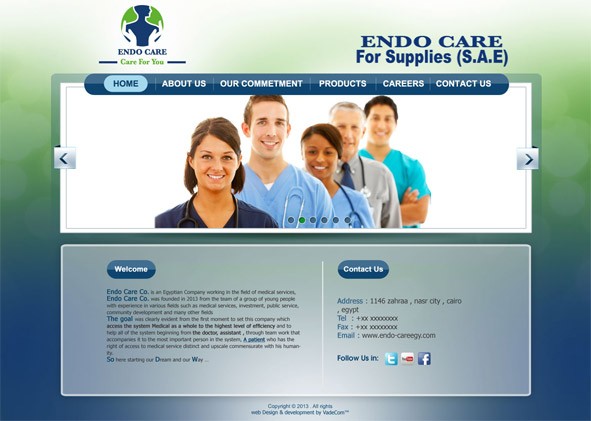 ENDO CARE
Care For You
ENDO CARE
For Supplies (S.A.E)
HOME ABOUT US OUR COMMETMENT PRODUCTS CAREERS CONTACT US
Welcome
Endo Care Co. is an Egyptian Company working in the field of medical services,
Endo Care Co. was founded in 2013 from the team of a group of young people
with experience in various fields such as medical services, investment, public service,
community development and many other fields
The goal was clearly evident from the first moment to set this company which
access the system Medical as a whole to the highest level of efficiency and to
help all of the system beginning from the doctor, assistant , through team work that
accompanies it to the most important person in the system, A patient who has the
right of access to medical service distinct and upscale commensurate with his human-
ity.
So here starting our Dream and our Way ..
Contact Us
Address : 1146 zahraa , nasr city , cairo
, egypt
Tel : +xx xxxxxxxx
Fax : +xx xxxxxxxx
Email : www.endo-careegy.com
Follow Us in:
You Tube
Copyright © 2013 . All rights
web Design & development by VadeCom™